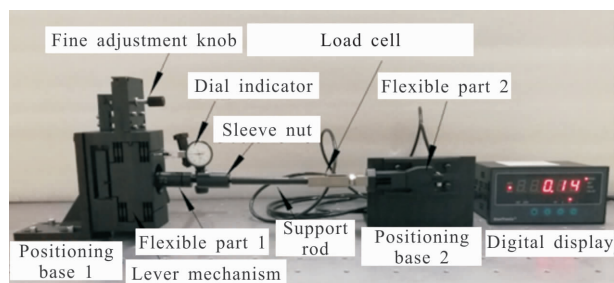 Fine adjustment knob
Load cell
Dial indicator
Flexible part 2
Sleeve nut
0.14
Positioning
base 1
Flexible part 1
Lever mechanism
Support
rod
Positioning
base 2
Digital display